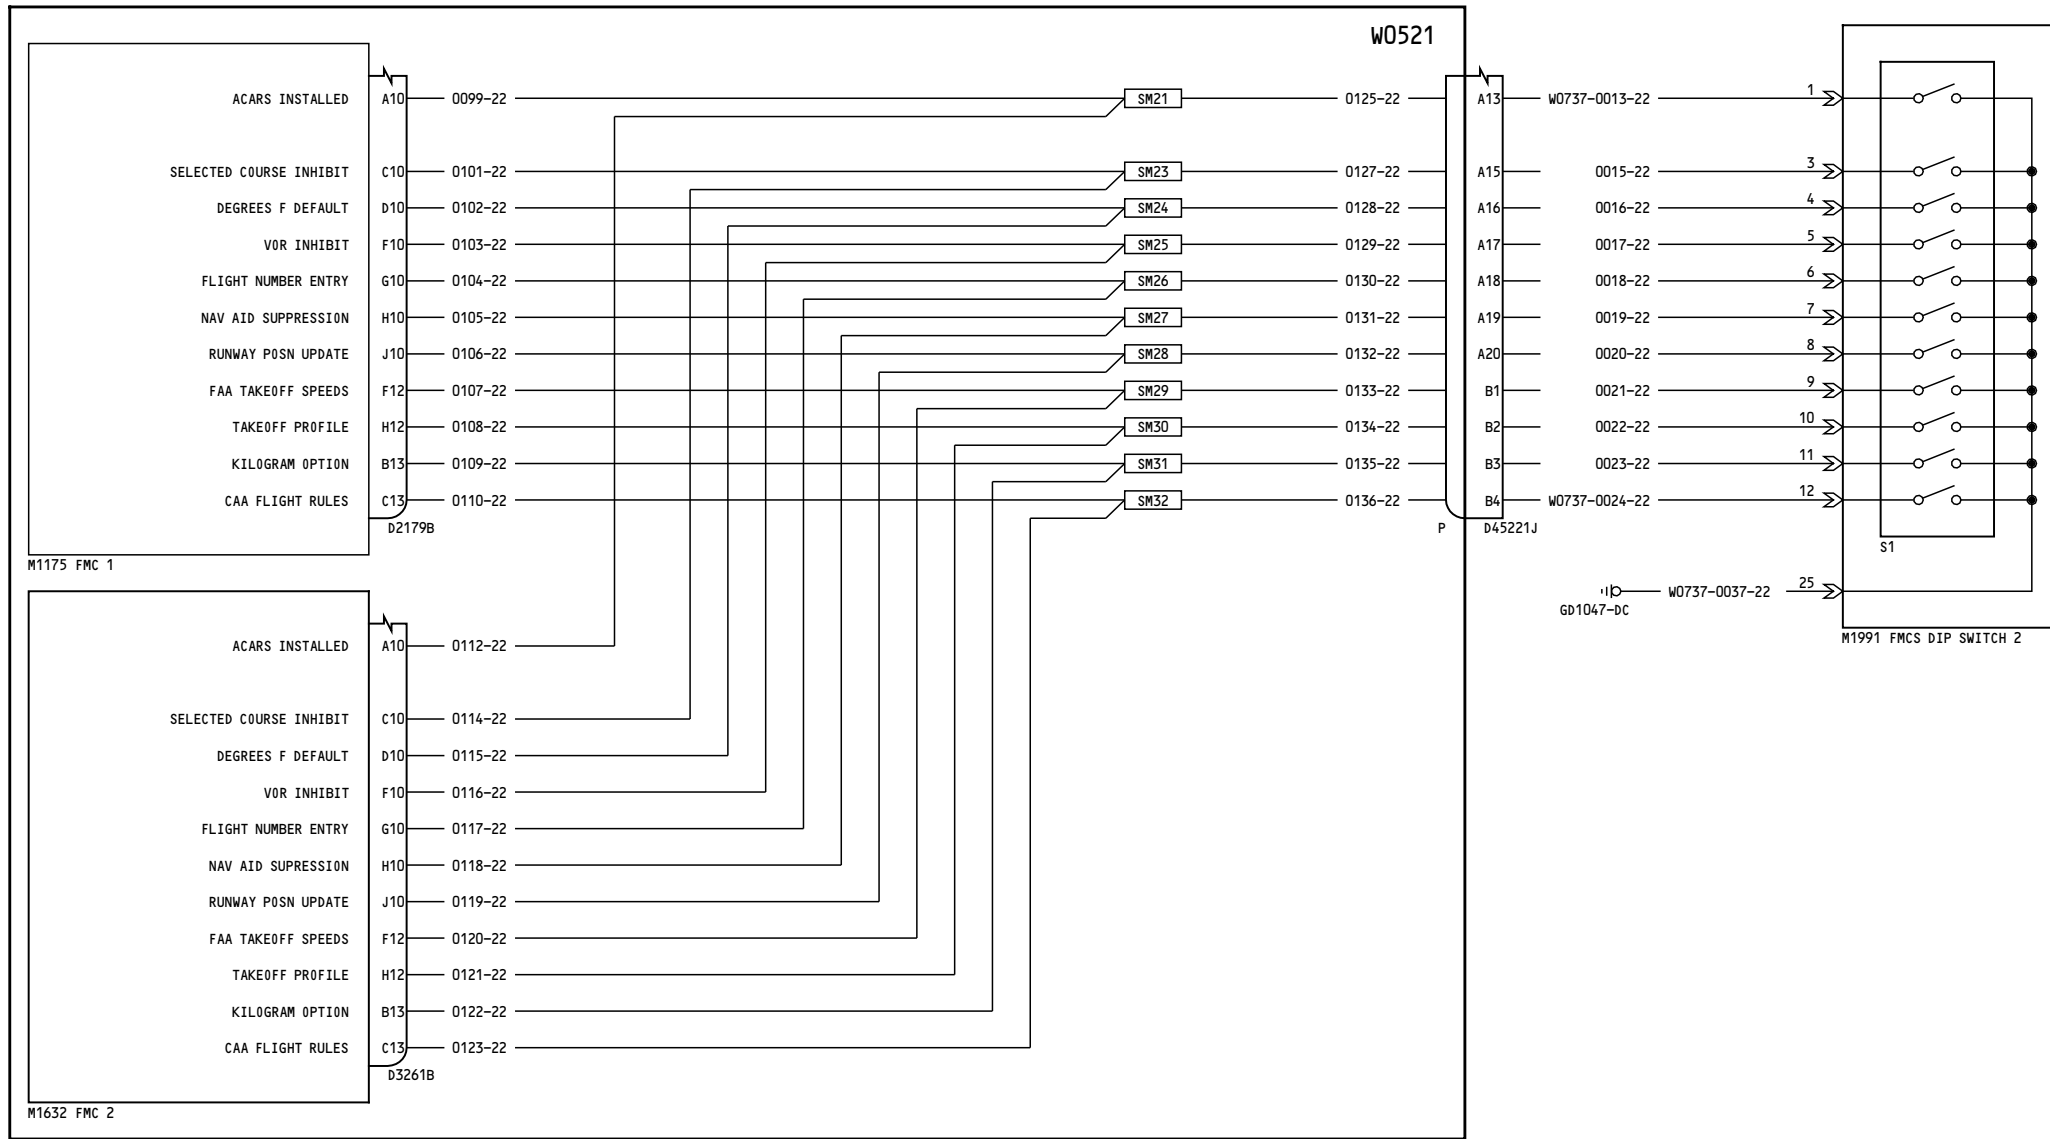 W0521
ACARS INSTALLED A10 0099-22 SM21 0125-22 A13 W0737-0013-22 1
SELECTED COURSE INHIBIT C10 0101-22 SM23 0127-22 A15 0015-22 3
DEGREES F DEFAULT D10 0102-22 SM24 0128-22 A16 0016-22 4
VOR INHIBIT F10 0103-22 SM25 0129-22 A17 0017-22 5
FLIGHT NUMBER ENTRY G10 0104-22 SM26 0130-22 A18 0018-22 6
NAV AID SUPPRESSION H10 0105-22 SM27 0131-22 A19 0019-22 7
RUNWAY POSN UPDATE J10 0106-22 SM28 0132-22 A20 0020-22 8
FAA TAKEOFF SPEEDS F12 0107-22 SM29 0133-22 B1 0021-22 9
TAKEOFF PROFILE H12 0108-22 SM30 0134-22 B2 0022-22 10
KILOGRAM OPTION B13 0109-22 SM31 0135-22 B3 0023-22 11
CAA FLIGHT RULES C13 0110-22 SM32 0136-22 B4 W0737-0024-22 12
D2179B P D45221J
S1
M1175 FMC 1
W0737-0037-22 25
GD1047-DC
M1991 FMCS DIP SWITCH 2
ACARS INSTALLED A10 0112-22
SELECTED COURSE INHIBIT C10 0114-22
DEGREES F DEFAULT D10 0115-22
VOR INHIBIT F10 0116-22
FLIGHT NUMBER ENTRY G10 0117-22
NAV AID SUPRESSION H10 0118-22
RUNWAY POSN UPDATE J10 0119-22
FAA TAKEOFF SPEEDS F12 0120-22
TAKEOFF PROFILE H12 0121-22
KILOGRAM OPTION B13 0122-22
CAA FLIGHT RULES C13 0123-22
D3261B
M1632 FMC 2